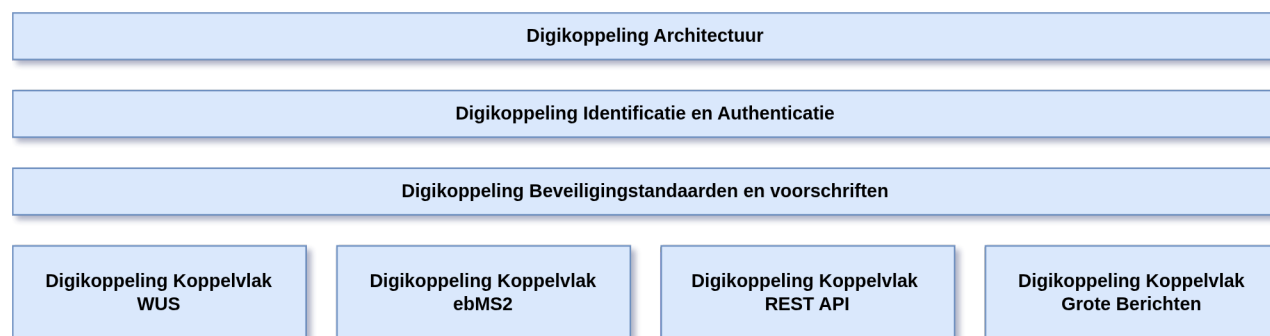 Digikoppeling Architectuur
Digikoppeling Identificatie en Authenticatie
Digikoppeling Beveiligingstandaarden en voorschriften
Digikoppeling Koppelvlak
WUS
Digikoppeling Koppelvlak
ebMS2
Digikoppeling Koppelvlak
REST API
Digikoppeling Koppelvlak
Grote Berichten